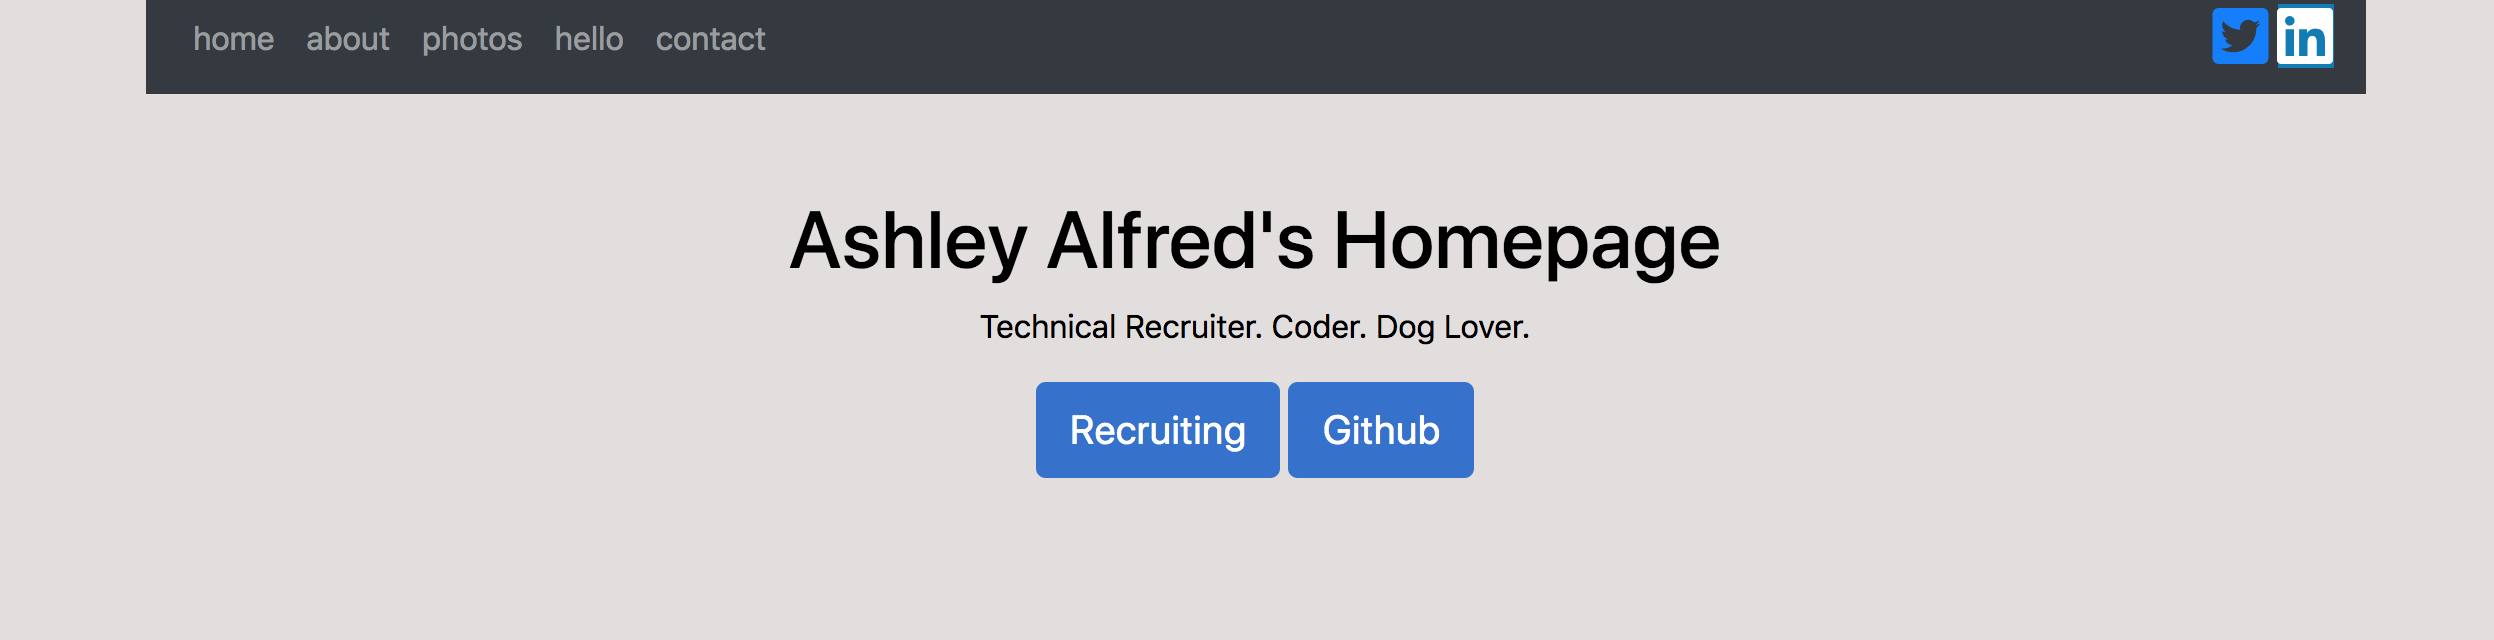 home about photos hello contact in
Ashley Alfred's Homepage
Technical Recruiter. Coder. Dog Lover.
Recruiting Github